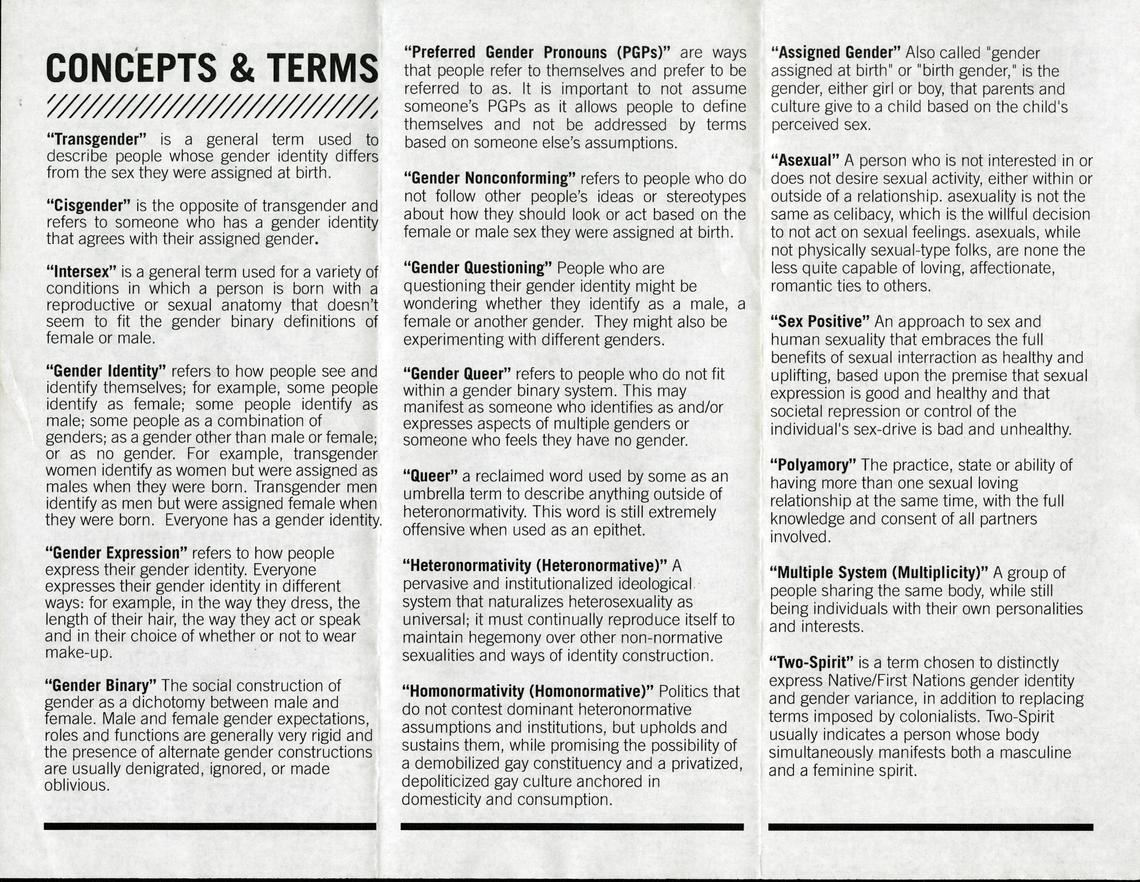 CONCEPTS & TERMS
“Transgender” is a general term used to
describe people whose gender identity differs
from the sex they were assigned at birth.
“Cisgender” is the opposite of transgender and
refers to someone who has a gender identity
that agrees with their assigned gender.
“Intersex” is a general term used for a variety of
conditions in which a person is born with a
reproductive or sexual anatomy that doesn’t
seem to fit the gender binary definitions of
female or male.
“Gender Identity” refers to how people see and
identify themselves; for example, some people
identify as female; some people identify as
male; some people as a combination of
genders; as a gender other than male or female;
or as no gender. For example, transgender
women identify as women but were assigned as
males when they were born. Transgender men
identify as men but were assigned female when
they were born. Everyone has a gender identity.
“Gender Expression” refers to how people
express their gender identity. Everyone
expresses their gender identity in different
ways: for example, in the way they dress, the
length of their hair, the way they act or speak
and in their choice of whether or not to wear
make-up.
“Gender Binary” The social construction of
gender as a dichotomy between male and
female. Male and female gender expectations,
roles and functions are generally very rigid and
the presence of alternate gender constructions
are usually denigrated, ignored, or made
oblivious.
“Preferred Gender Pronouns (PGPs)” are ways
that people refer to themselves and prefer to be
referred to as. It is important to not assume
someone’s PGPs as it allows people to define
themselves and not be addressed by terms
based on someone else’s assumptions.
“Gender Nonconforming” refers to people who do
not follow other people’s ideas or stereotypes
about how they should look or act based on the
female or male sex they were assigned at birth.
“Gender Questioning” People who are
questioning their gender identity might be
wondering whether they identify as a male, a
female or another gender. They might also be
experimenting with different genders.
“Gender Queer” refers to people who do not fit
within a gender binary system. This may
manifest as someone who identifies as and/or
expresses aspects of multiple genders or
someone who feels they have no gender.
“Queer” a reclaimed word used by some as an
umbrella term to describe anything outside of
heteronormativity. This word is still extremely
offensive when used as an epithet.
“Heteronormativity (Heteronormative)” A
pervasive and institutionalized ideological
system that naturalizes heterosexuality as
universal; it must continually reproduce itself to
maintain hegemony over other non-normative
sexualities and ways of identity construction.
“Homonormativity (Homonormative)” Politics that
do not contest dominant heteronormative
assumptions and institutions, but upholds and
sustains them, while promising the possibility of
a demobilized gay constituency and a privatized,
depoliticized gay culture anchored in
domesticity and consumption.
“Assigned Gender” Also called "gender
assigned at birth" or "birth gender," is the
gender, either girl or boy, that parents and
culture give to a child based on the child's
perceived sex.
“Asexual” A person who is not interested in or
does not desire sexual activity, either within or
outside of a relationship. asexuality is not the
same as celibacy, which is the willful decision
to not act on sexual feelings. asexuals, while
not physically sexual-type folks, are none the
less quite capable of loving, affectionate,
romantic ties to others.
“Sex Positive” An approach to sex and
human sexuality that embraces the full
benefits of sexual interraction as healthy and
uplifting, based upon the premise that sexual
expression is good and healthy and that
societal repression or control of the
individual's sex-drive is bad and unhealthy.
“Polyamory” The practice, state or ability of
having more than one sexual loving
relationship at the same time, with the full
knowledge and consent of all partners
involved.
“Multiple System (Multiplicity)” A group of
people sharing the same body, while still
being individuals with their own personalities
and interests.
“Two-Spirit” is a term chosen to distinctly
express Native/First Nations gender identity
and gender variance, in addition to replacing
terms imposed by colonialists. Two-Spirit
usually indicates a person whose body
simultaneously manifests both a masculine
and a feminine spirit.